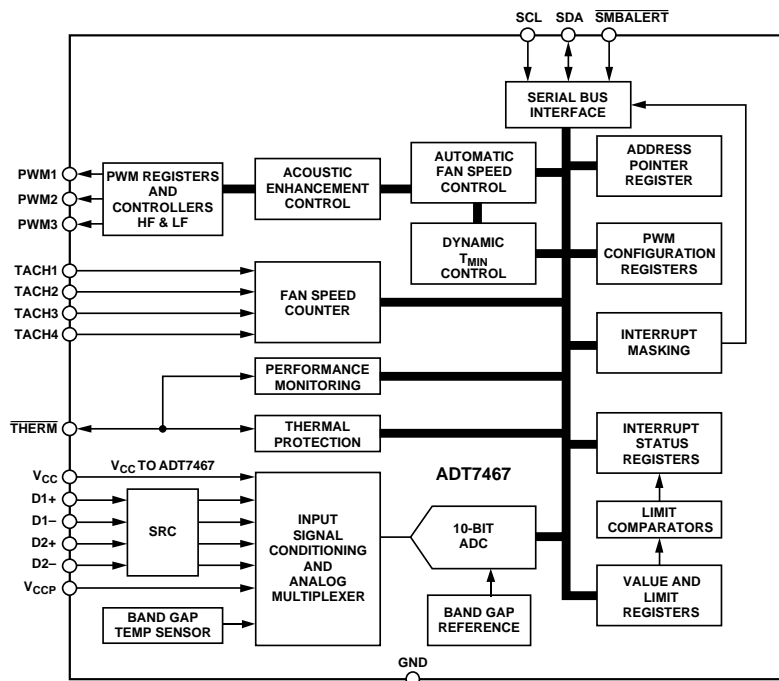 SCL SDA SMBALERT
SERIAL BUS
INTERFACE
PWM1
PWM2
PWM3
PWM REGISTERS
AND
CONTROLLERS
HF & LF
ACOUSTIC
ENHANCEMENT
CONTROL
AUTOMATIC
FAN SPEED
CONTROL
ADDRESS
POINTER
REGISTER
DYNAMIC
TMIN
CONTROL
PWM
CONFIGURATION
REGISTERS
TACH1
TACH2
TACH3
TACH4
FAN SPEED
COUNTER
INTERRUPT
MASKING
PERFORMANCE
MONITORING
THERM
THERMAL
PROTECTION
INTERRUPT
STATUS
REGISTERS
VCC
VCC TO ADT7467
ADT7467
D1+
D1–
D2+
D2–
VCCP
SRC
INPUT
SIGNAL
CONDITIONING
AND
ANALOG
MULTIPLEXER
10-BIT
ADC
LIMIT
COMPARATORS
VALUE AND
LIMIT
REGISTERS
BAND GAP
TEMP SENSOR
BAND GAP
REFERENCE
GND